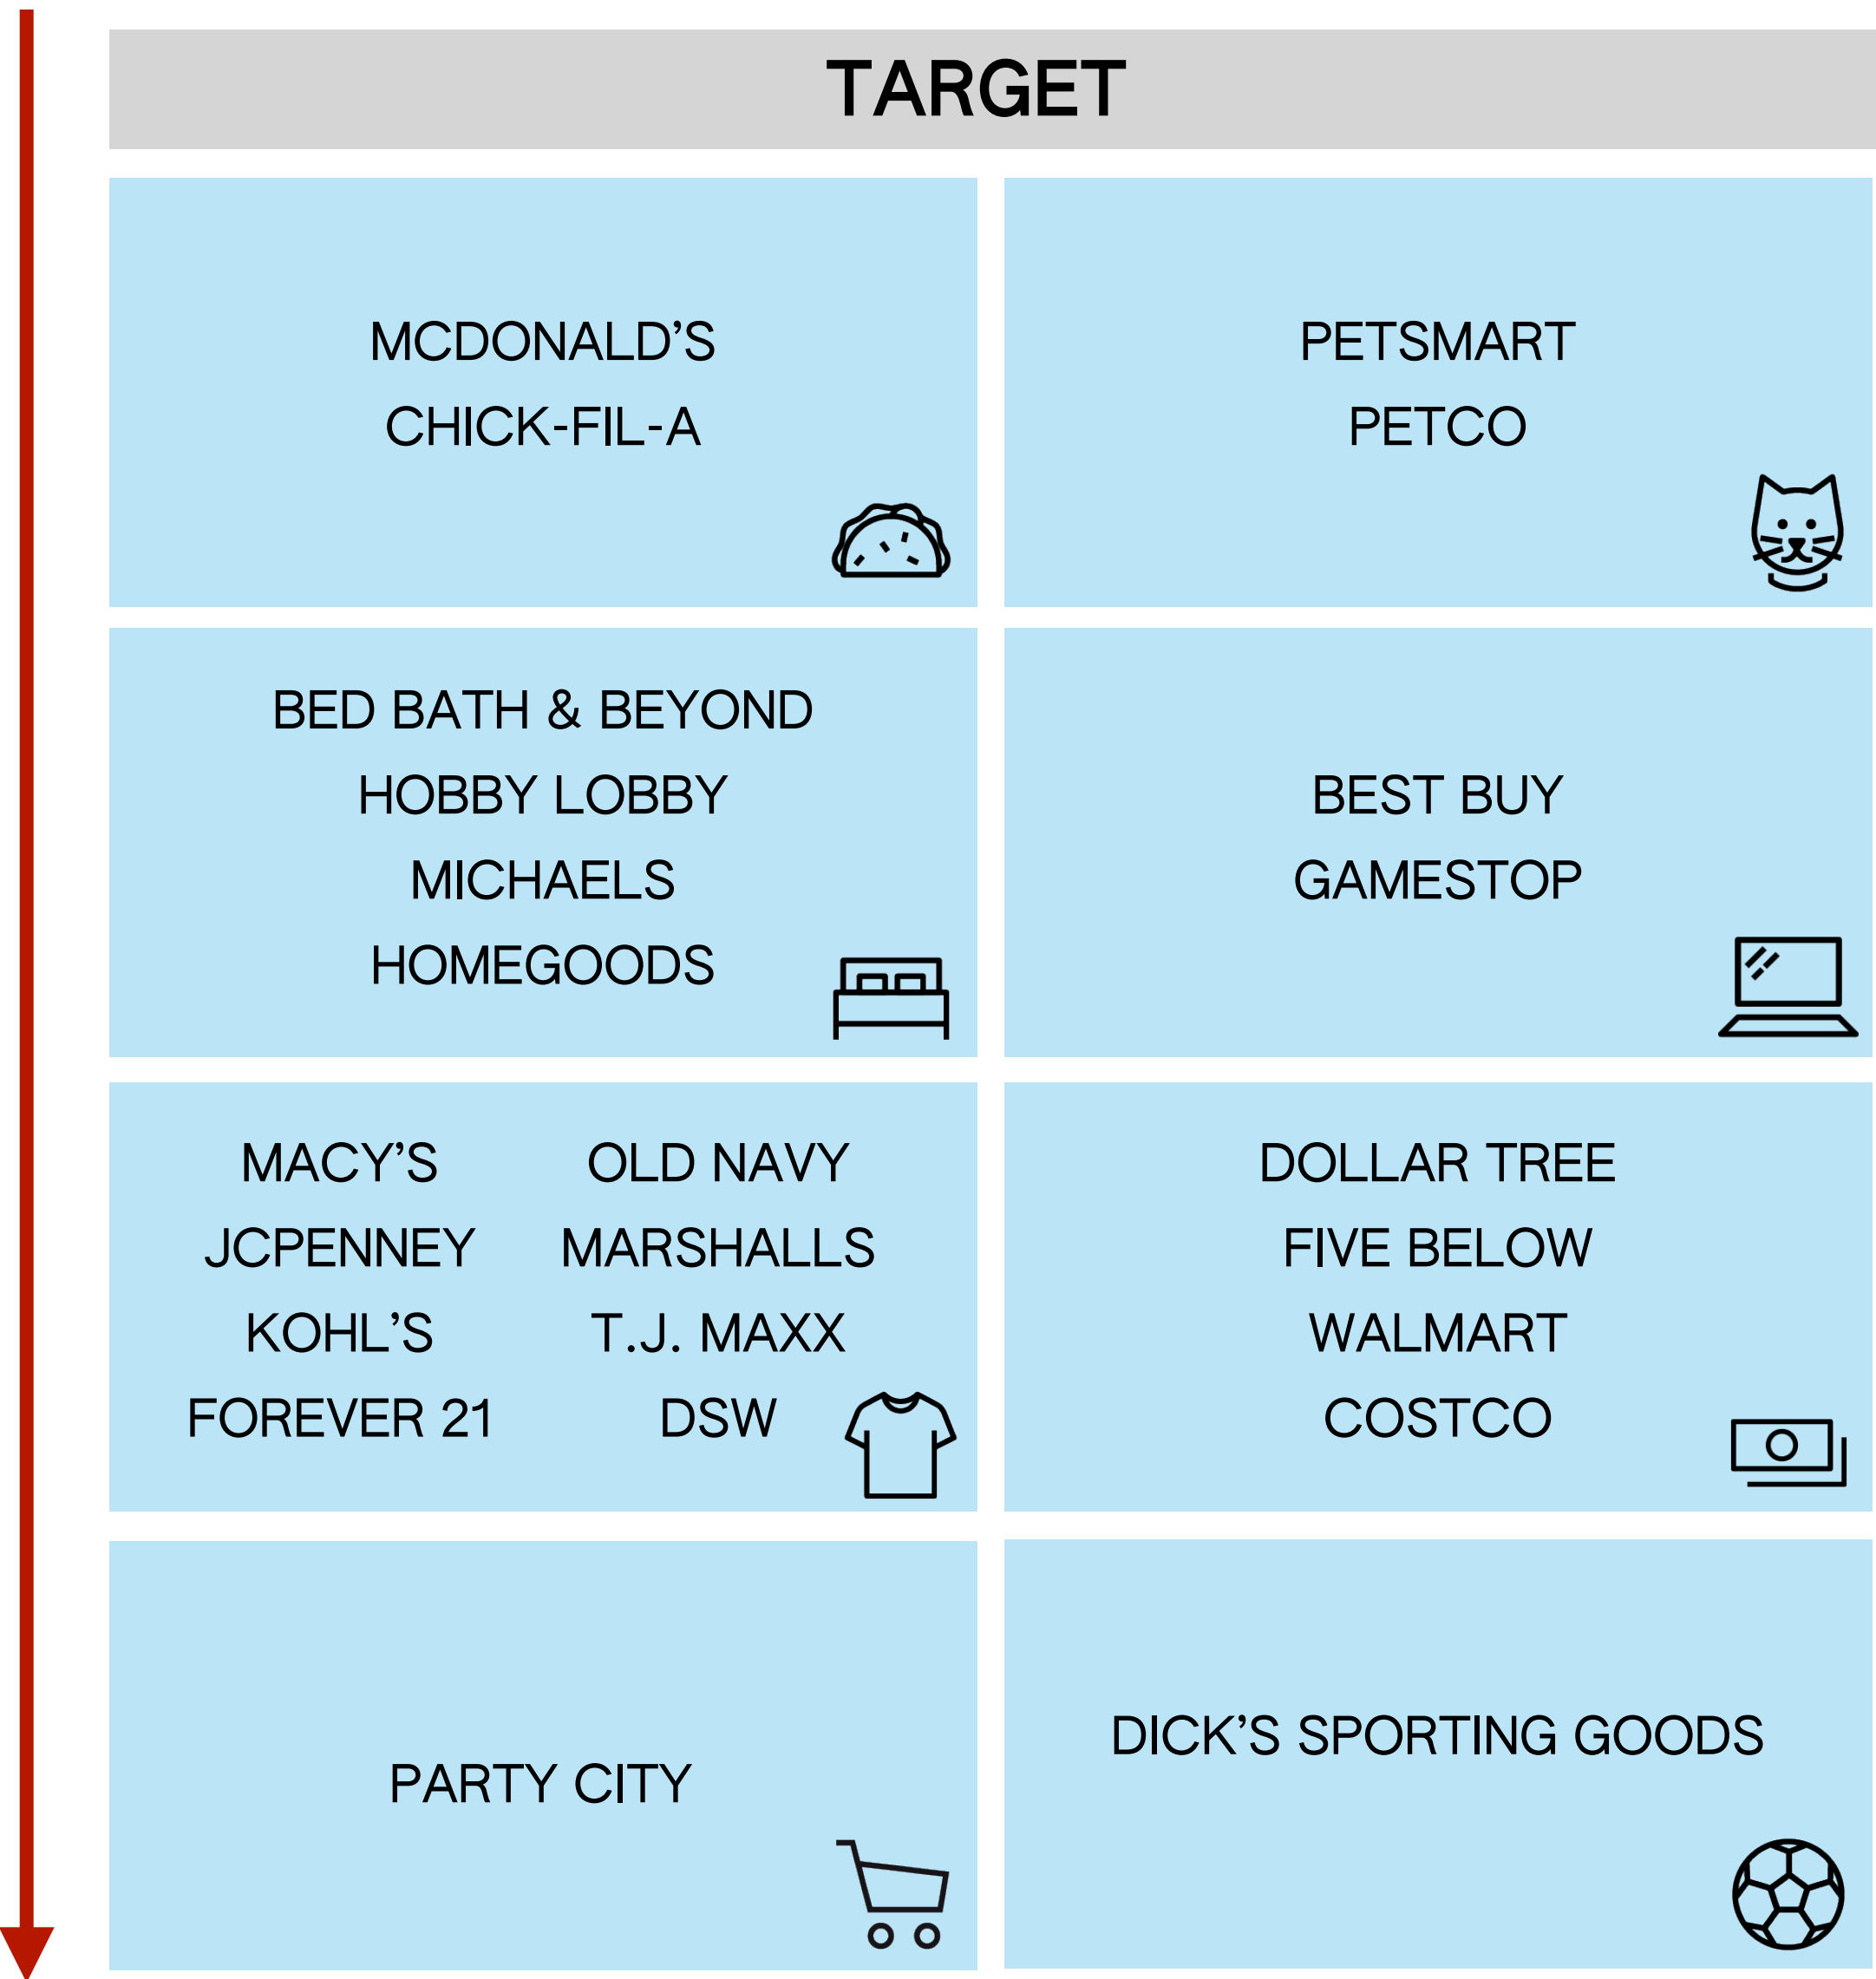 TARGET
MCDONALD'S
CHICK-FIL-A
PETSMART
PETCO
BED BATH & BEYOND
HOBBY LOBBY
MICHAELS
HOMEGOODS
BEST BUY
GAMESTOP
MACY'S
JCPENNEY
KOHL'S
FOREVER 21
OLD NAVY
MARSHALLS
T.J. MAXX
DSW
DOLLAR TREE
FIVE BELOW
WALMART
COSTCO
PARTY CITY
DICK'S SPORTING GOODS